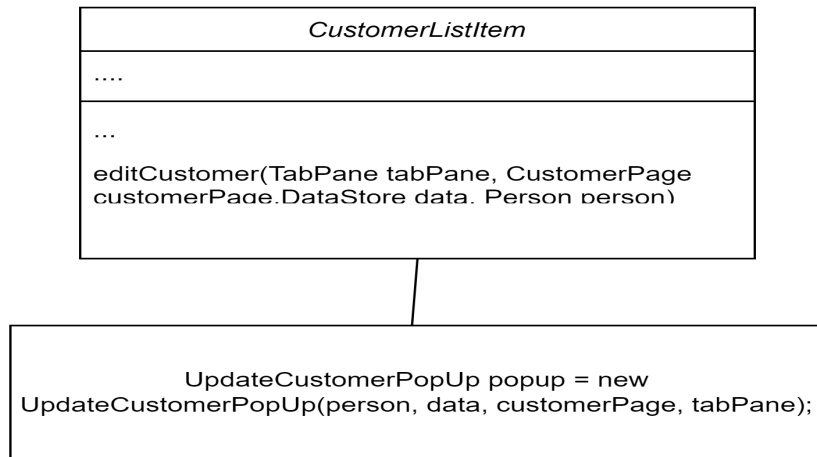 CustomerListItem
....
...
editCustomer(TabPane tabPane, CustomerPage
customerPage,DataStore data, Person person)
UpdateCustomerPopUp popup = new
UpdateCustomerPopUp(person, data, customerPage, tabPane);